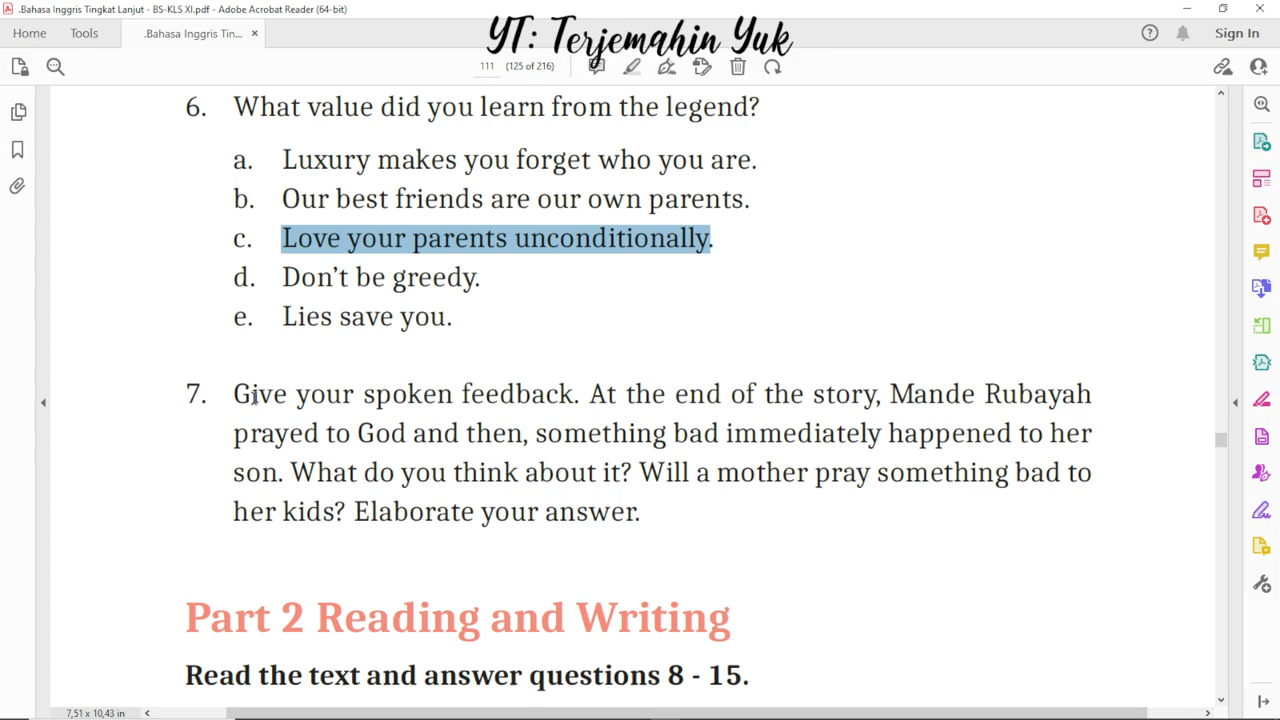 .Bahasa Inggris Tingkat Lanjut - BS-KLS XI.pdf - Adobe Acrobat Reader (64-bit)
YT: Terjemahin Yuk
Home Tools .Bahasa Inggris Tin... × Sign In
111 (125 of 216)
6. What value did you learn from the legend?
a. Luxury makes you forget who you are.
b. Our best friends are our own parents.
c. Love your parents unconditionally.
d. Don’t be greedy.
e. Lies save you.
7. Give your spoken feedback. At the end of the story, Mande Rubayah
prayed to God and then, something bad immediately happened to her
son. What do you think about it? Will a mother pray something bad to
her kids? Elaborate your answer.
Part 2 Reading and Writing
Read the text and answer questions 8 - 15.
7,51 x 10,43 in